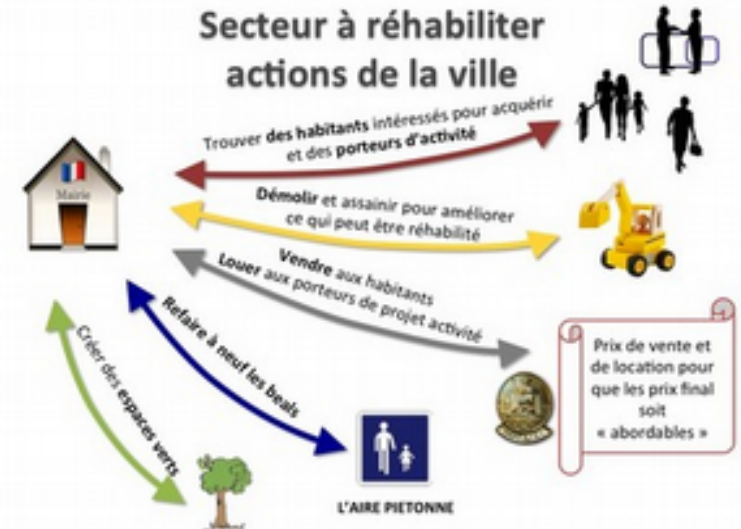 Secteur à réhabiliter
actions de la ville
Trouver des habitants intéressés pour acquérir
et des porteurs d'activité
Mairie
Démolir et assainir pour améliorer
ce qui peut être réhabilité
Vendre aux habitants
Louer aux porteurs de projet activité
Refaire à neuf les beals
Créer des espaces verts
Prix de vente et
de location pour
que les prix final
soit
« abordables »
L'AIRE PIETONNE